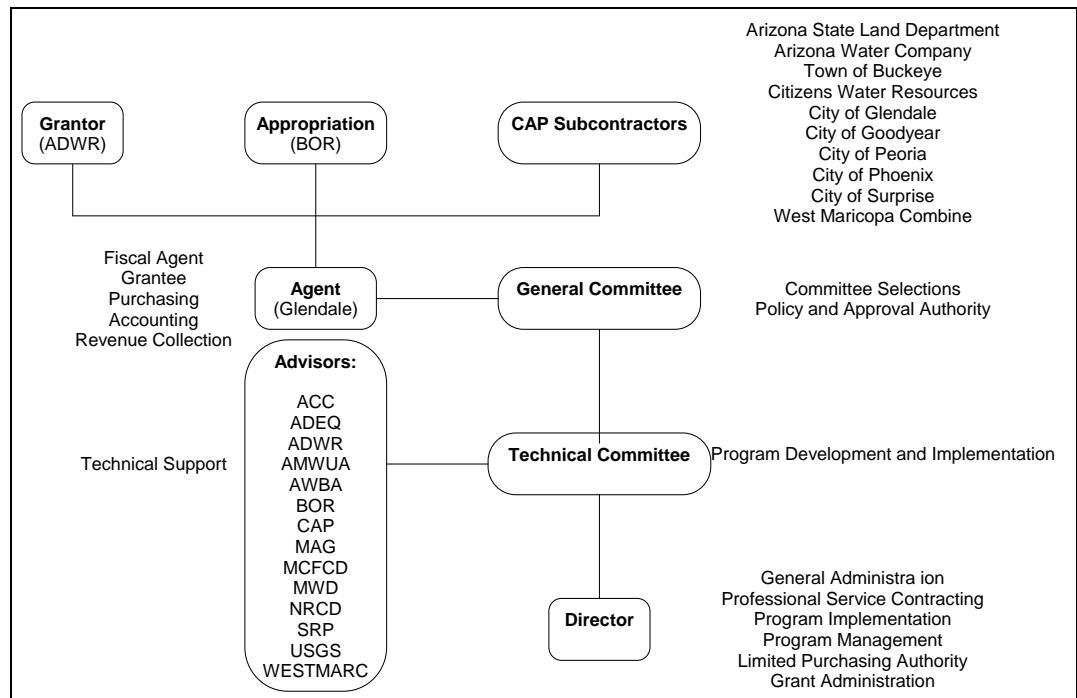 Arizona State Land Department
Arizona Water Company
Town of Buckeye
Citizens Water Resources
City of Glendale
City of Goodyear
City of Peoria
City of Phoenix
City of Surprise
West Maricopa Combine
Grantor
(ADWR)
Appropriation
(BOR)
CAP Subcontractors
Fiscal Agent
Grantee
Purchasing
Accounting
Revenue Collection
Agent
(Glendale)
General Committee
Committee Selections
Policy and Approval Authority
Advisors:
ACC
ADEQ
ADWR
AMWUA
AWBA
BOR
CAP
MAG
MCFCD
MWD
NRCD
SRP
USGS
WESTMARC
Technical Support
Technical Committee
Program Development and Implementation
Director
General Administra ion
Professional Service Contracting
Program Implementation
Program Management
Limited Purchasing Authority
Grant Administration